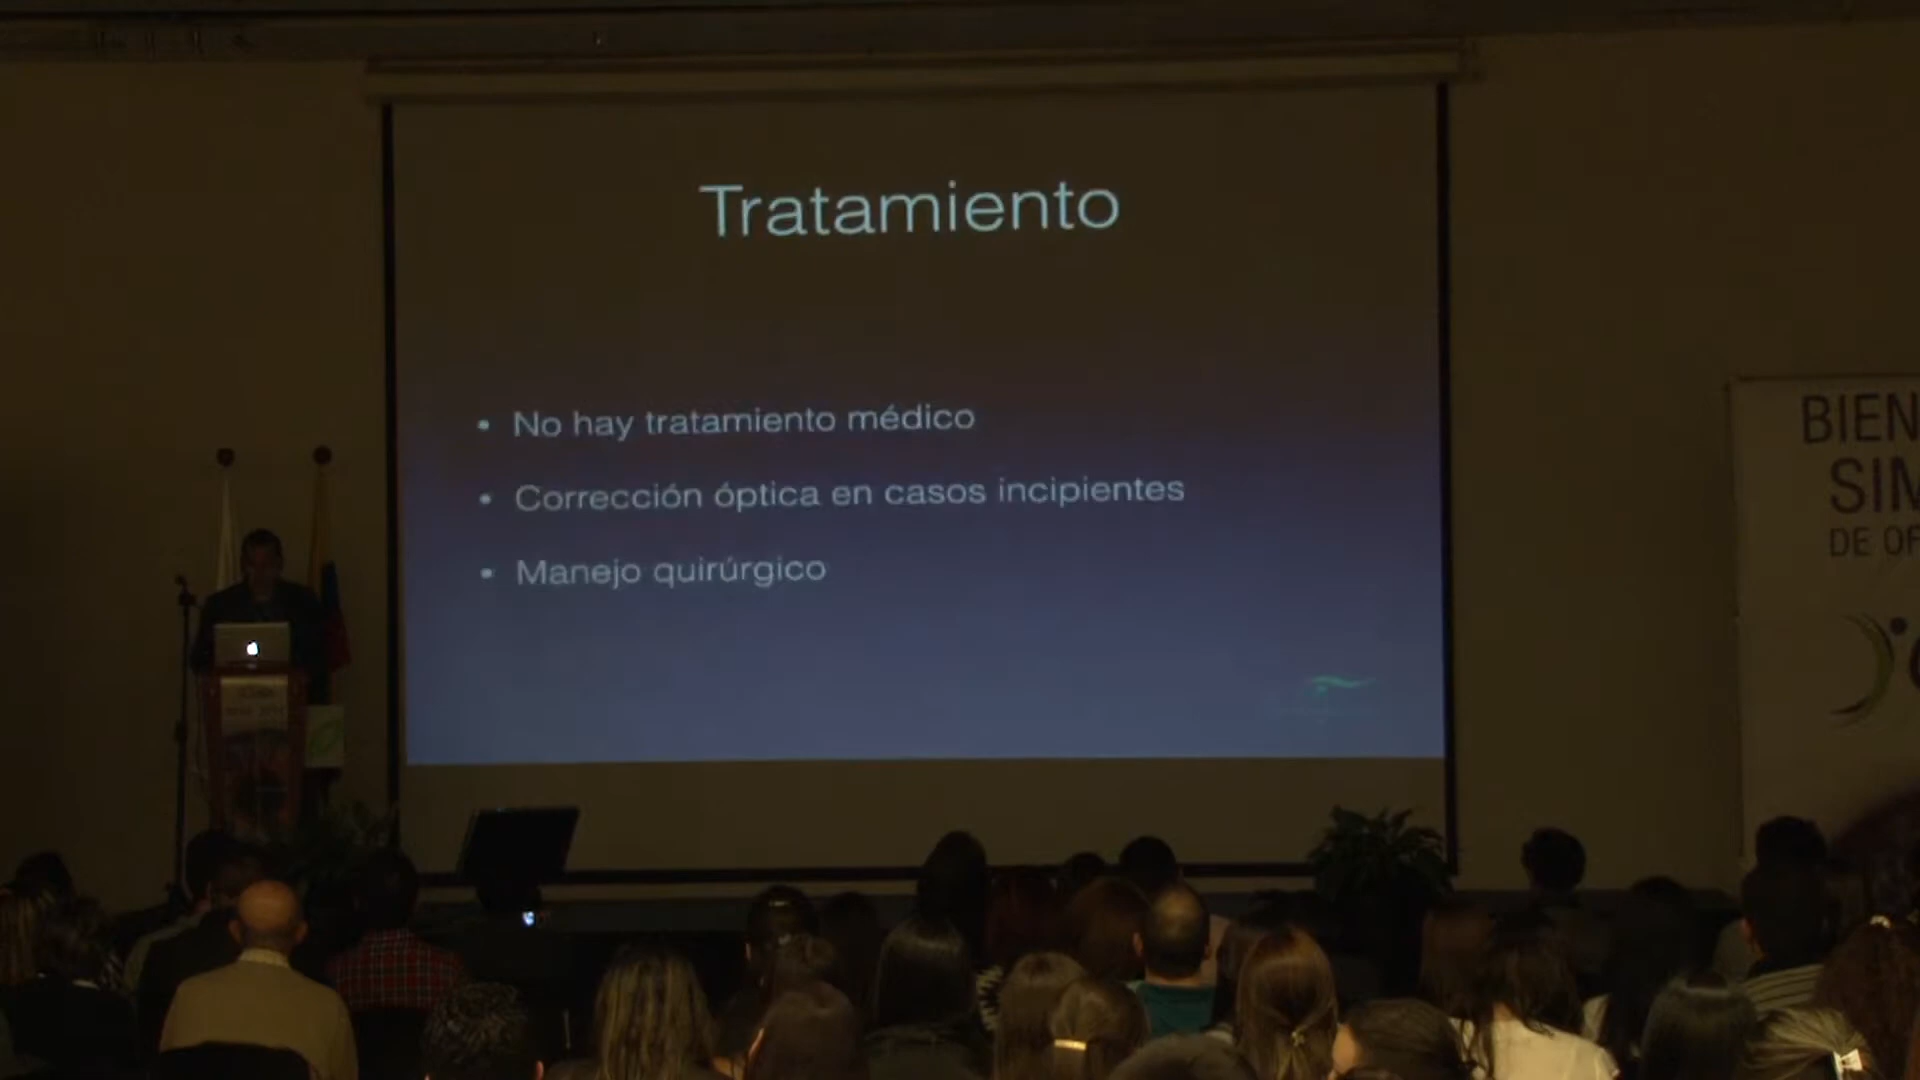 Tratamiento
• No hay tratamiento médico
• Corrección óptica en casos incipientes
• Manejo quirúrgico
BIEN
SIM
DE OF